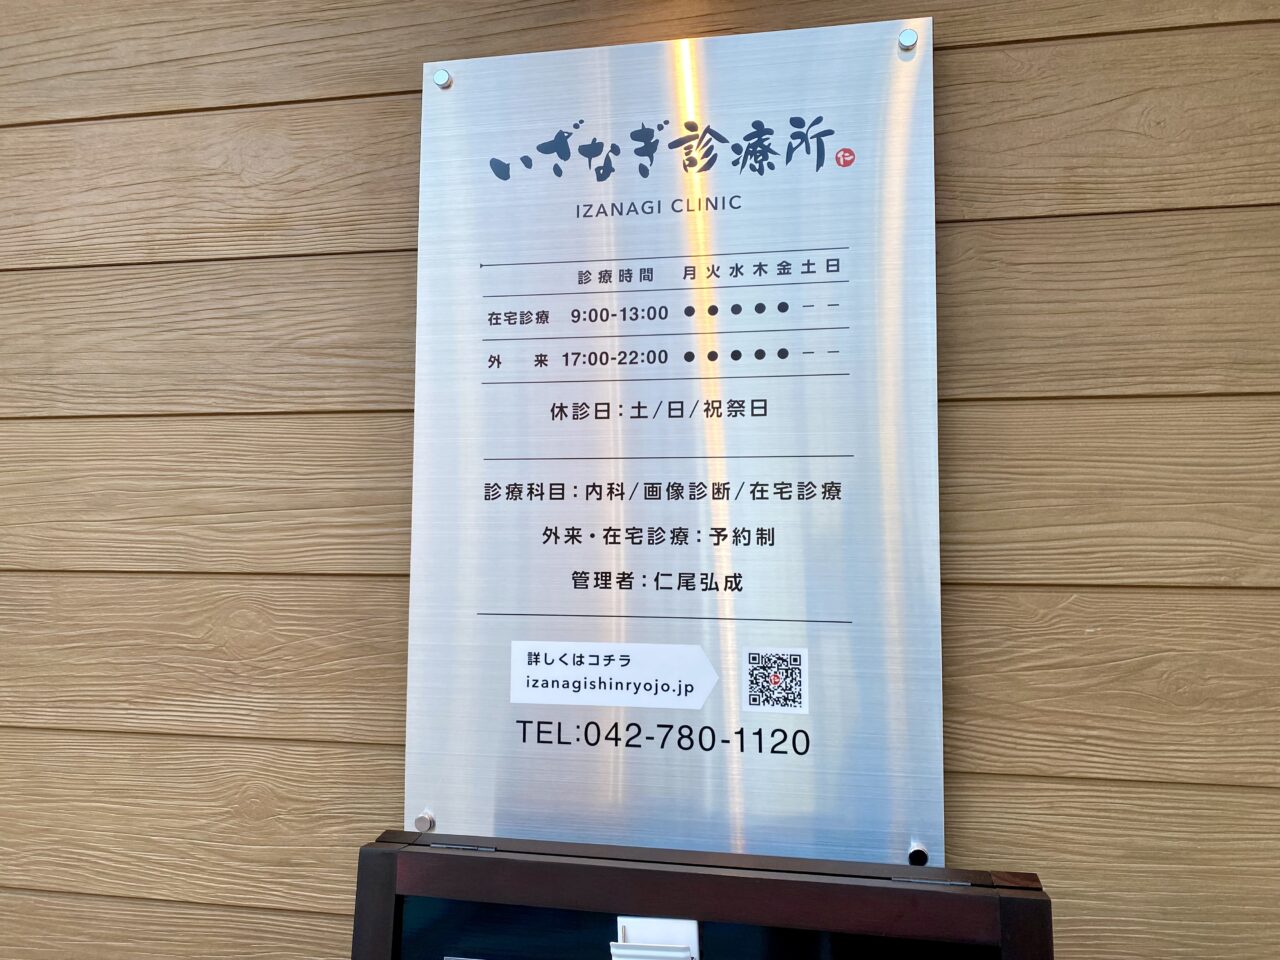 いざなぎ診療所 仁
IZANAGI CLINIC
診療時間 月 火 水 木 金 土 日
在宅診療 9:00-13:00 ● ● ● ● ● － －
外来 17:00-22:00 ● ● ● ● ● － －
休診日：土/日/祝祭日
診療科目：内科/画像診断/在宅診療
外来・在宅診療：予約制
管理者：仁尾弘成
詳しくはコチラ
izanagishinryojo.jp
仁
TEL:042-780-1120